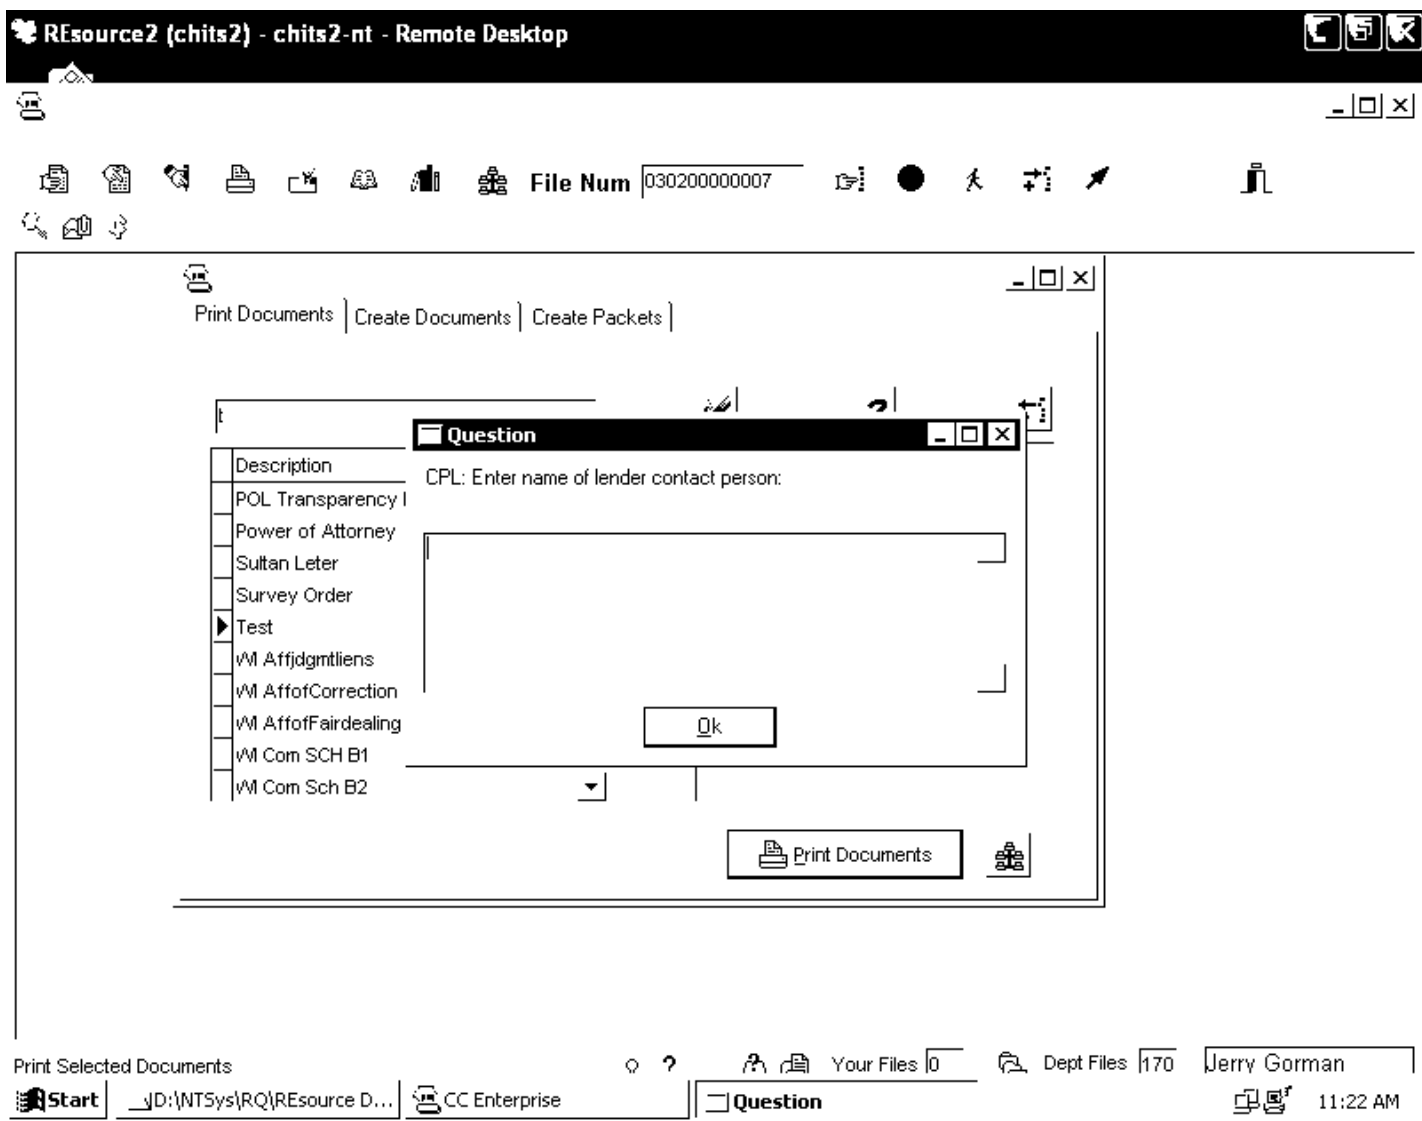 REsource2 (chits2) - chits2-nt - Remote Desktop
File Num 030200000007
Print Documents Create Documents Create Packets
t
Question
Description
CPL: Enter name of lender contact person:
POL Transparency
Power of Attorney
Sultan Leter
Survey Order
Test
WI Affjdgmtliens
WI AffofCorrection
WI AffofFairdealing
Ok
WI Com SCH B1
WI Com Sch B2
Print Documents
Print Selected Documents ? Your Files 0 Dept Files 170 Jerry Gorman
Start D:\NTSys\RQ\REsource D... CC Enterprise Question 11:22 AM